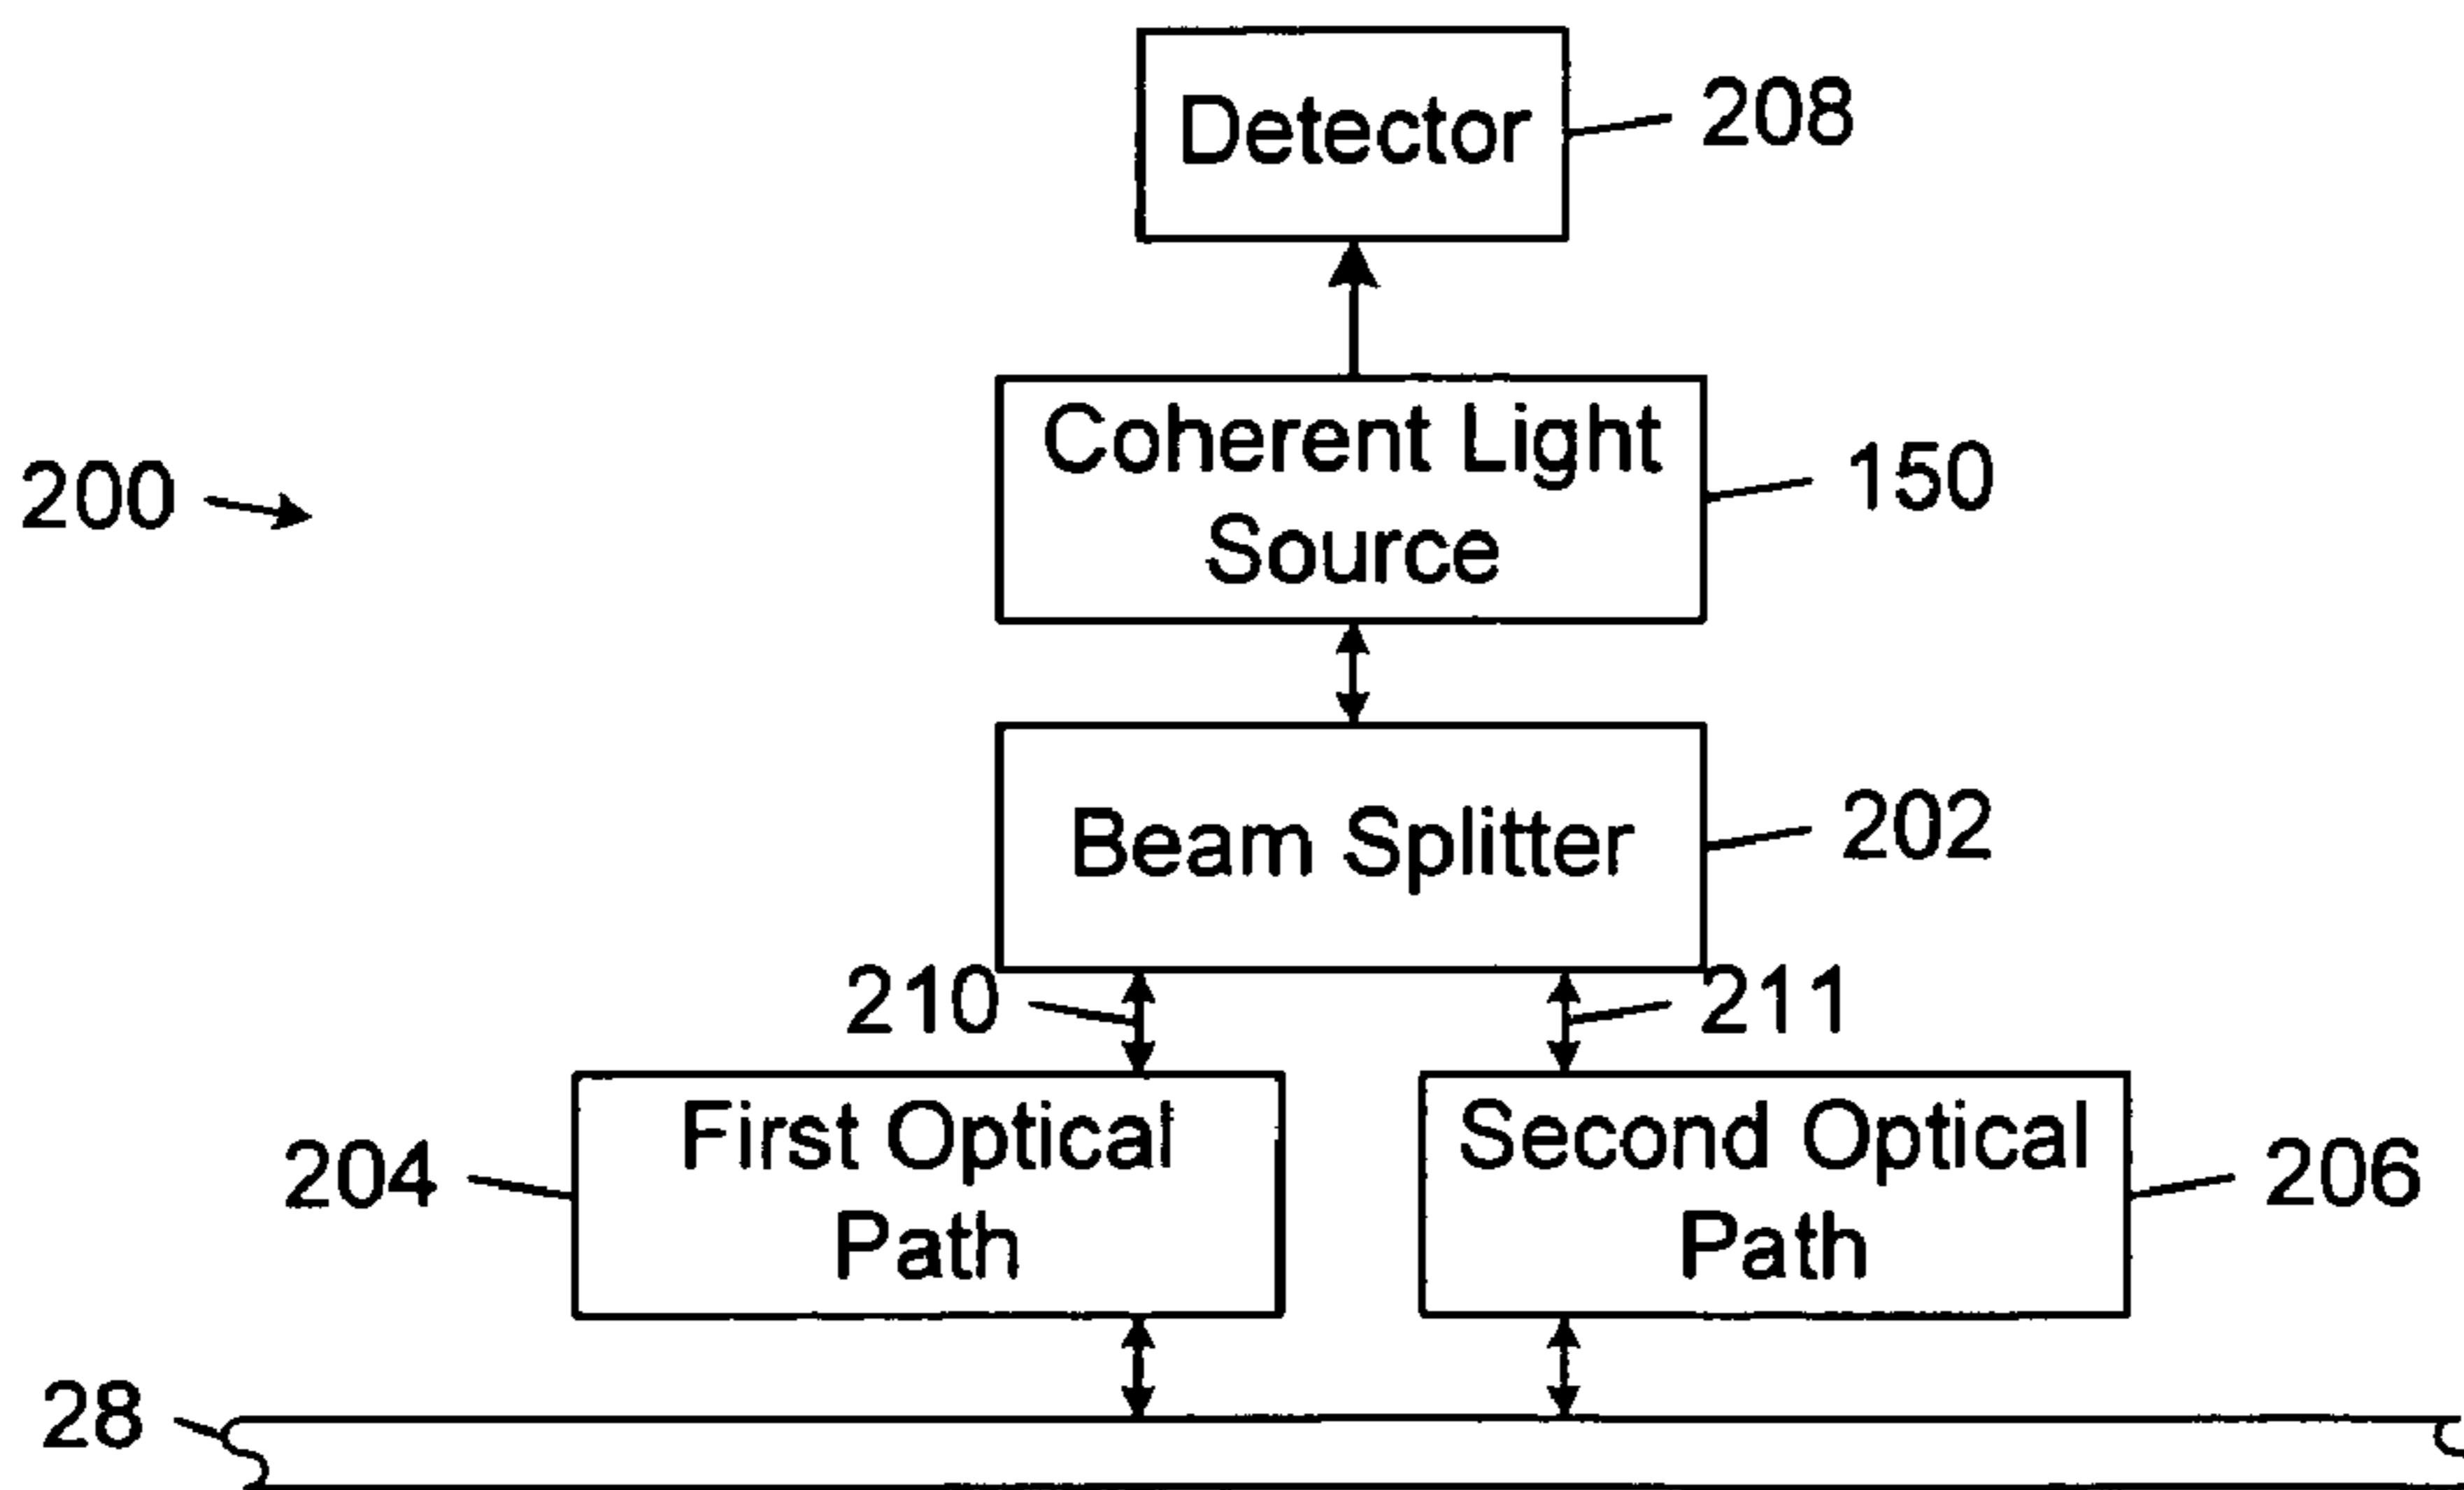 Detector
208
Coherent Light
Source
150
200
Beam Splitter
202
210
211
First Optical
Path
204
Second Optical
Path
206
28